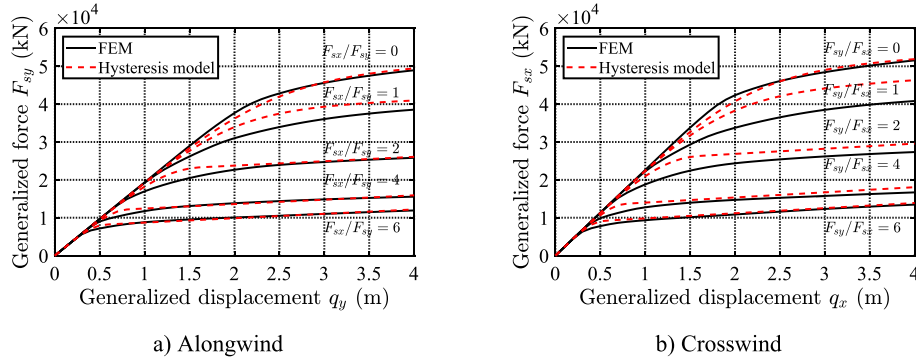 ×10⁴
6
5
4
3
2
1
0
Generalized force F_sy (kN)
FEM
Hysteresis model
F_sx/F_sy = 0
F_sx/F_sy = 1
F_sx/F_sy = 2
F_sx/F_sy = 4
F_sx/F_sy = 6
0 0.5 1 1.5 2 2.5 3 3.5 4
Generalized displacement q_y (m)
a) Alongwind
×10⁴
6
5
4
3
2
1
0
Generalized force F_sx (kN)
FEM
Hysteresis model
F_sy/F_sx = 0
F_sy/F_sx = 1
F_sy/F_sx = 2
F_sy/F_sx = 4
F_sy/F_sx = 6
0 0.5 1 1.5 2 2.5 3 3.5 4
Generalized displacement q_x (m)
b) Crosswind